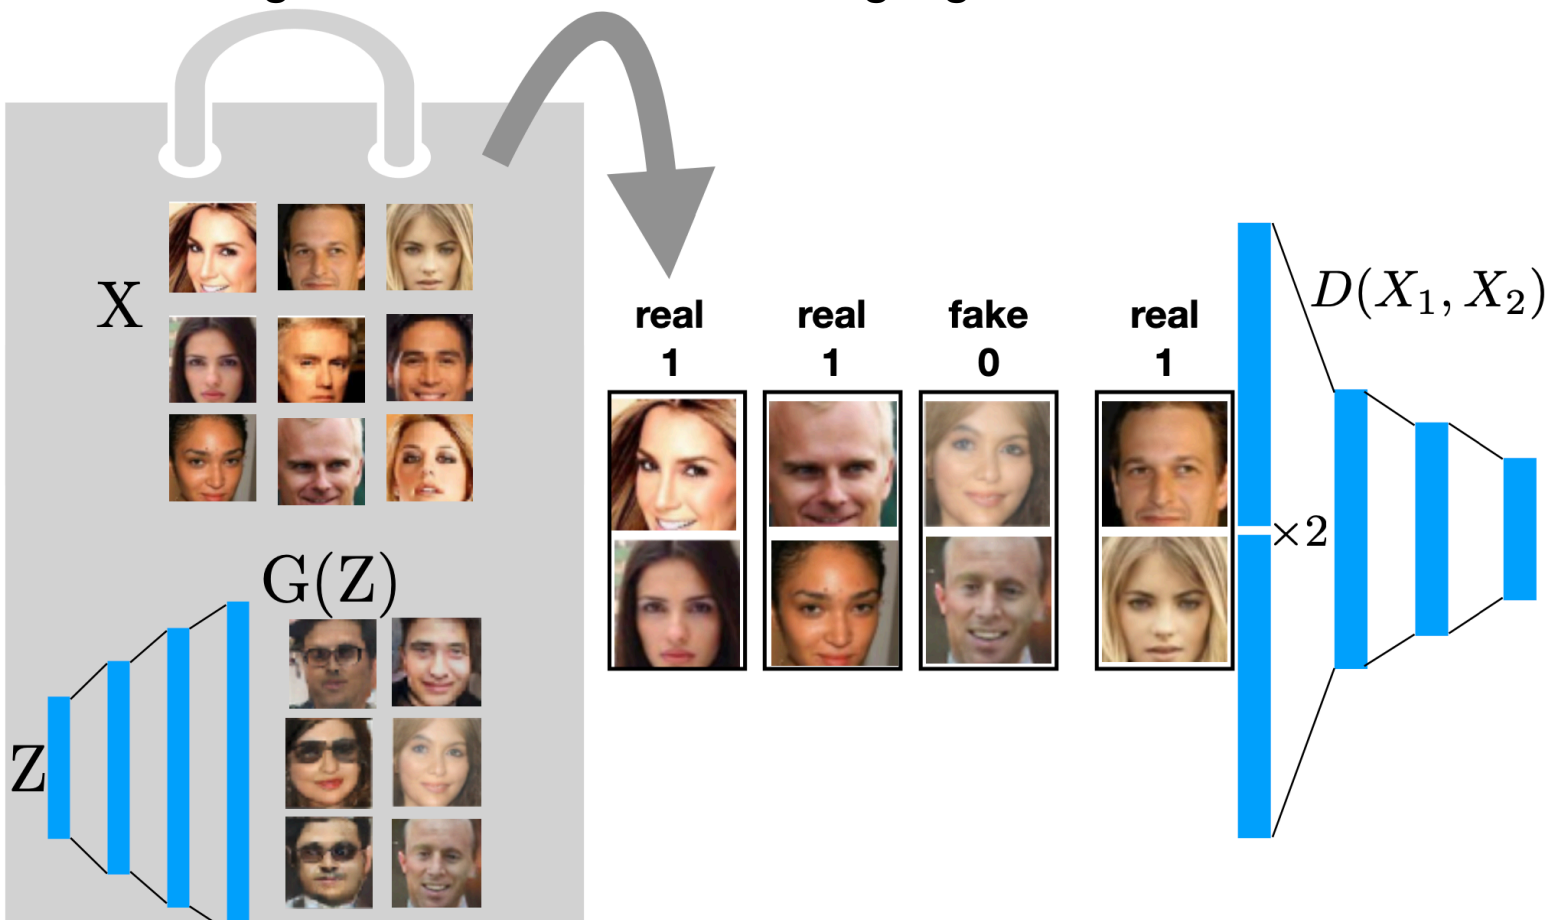 X
G(Z)
Z
real real fake real
1 1 0 1
D(X₁, X₂)
×2